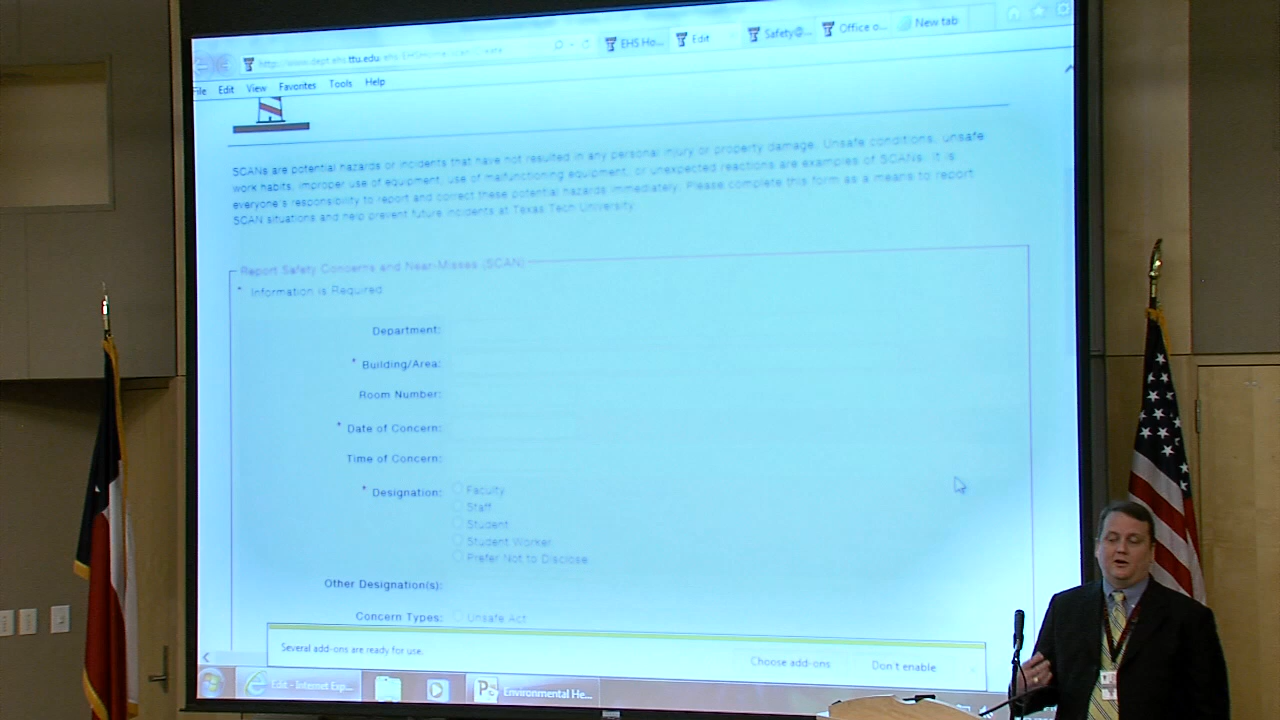 EHS Ho...
Edit
Safety@...
Office o...
New tab
ttu.edu
File Edit View Favorites Tools Help
SCANs are potential hazards or incidents that have not resulted in any personal injury or property damage. Unsafe conditions, unsafe
work habits, improper use of equipment, use of malfunctioning equipment, or unexpected reactions are examples of SCANs. It is
everyone's responsibility to report and correct these potential hazards immediately. Please complete this form as a means to report
SCAN situations and help prevent future incidents at Texas Tech University.
Report Safety Concerns and Near-Misses (SCAN)
* Information is Required
Department:
* Building/Area:
Room Number:
* Date of Concern:
Time of Concern:
* Designation: Faculty
Staff
Student
Student Worker
Prefer Not to Disclose
Other Designation(s):
Concern Types: Unsafe Act
Several add-ons are ready for use.
Choose add-ons Don't enable
Edit - Internet Exp...
Environmental He...